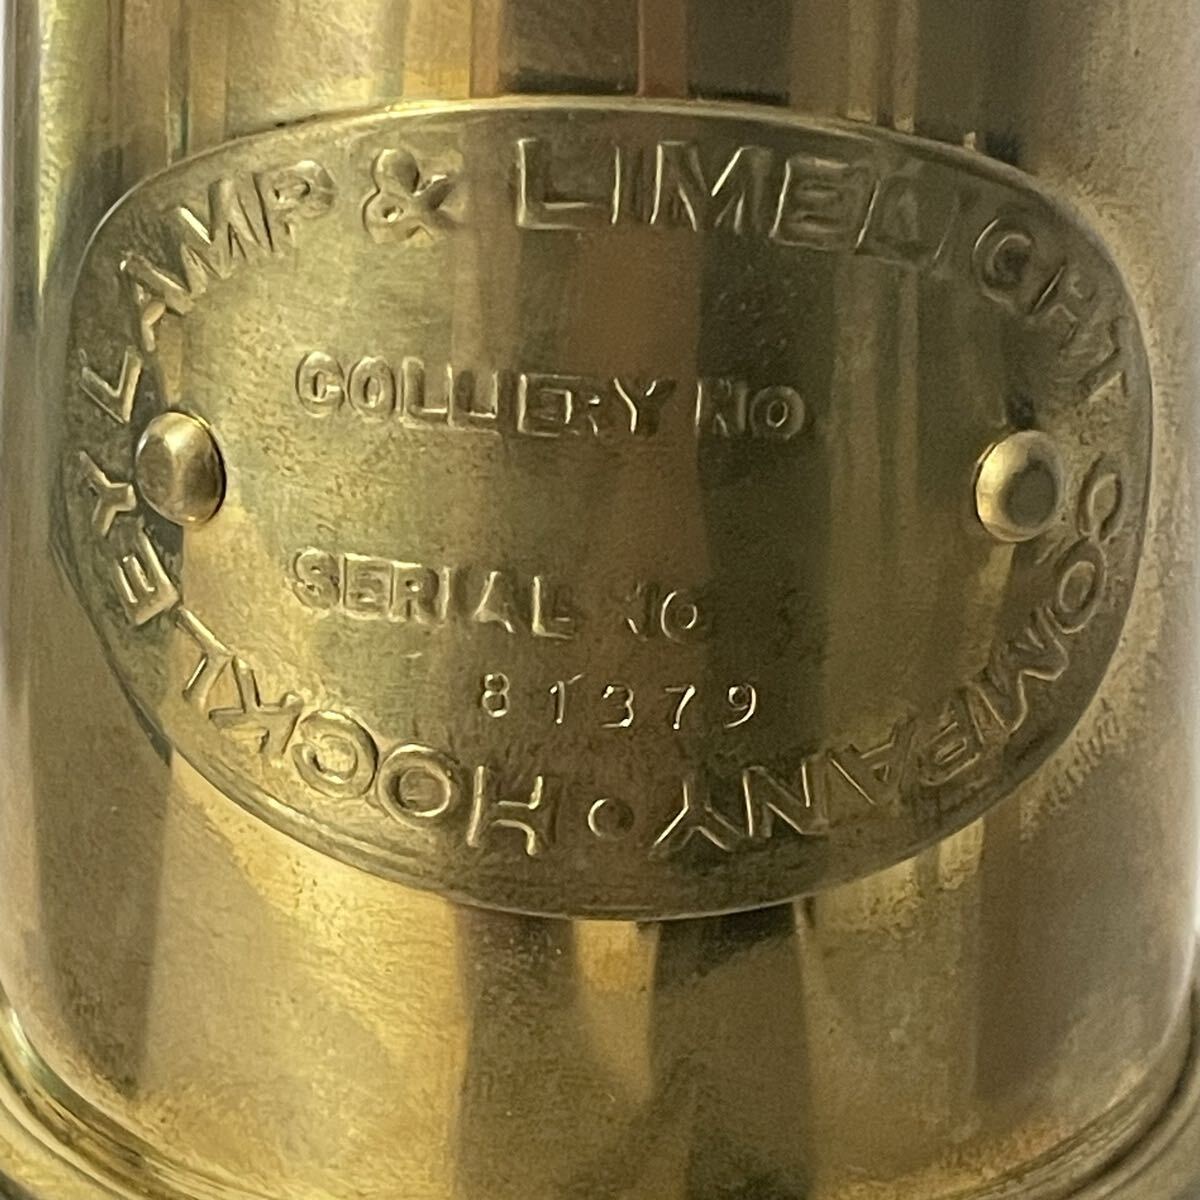 HOCKLEY LAMP & LIMELIGHT COMPANY •
COLLIERY NO
SERIAL NO
81379